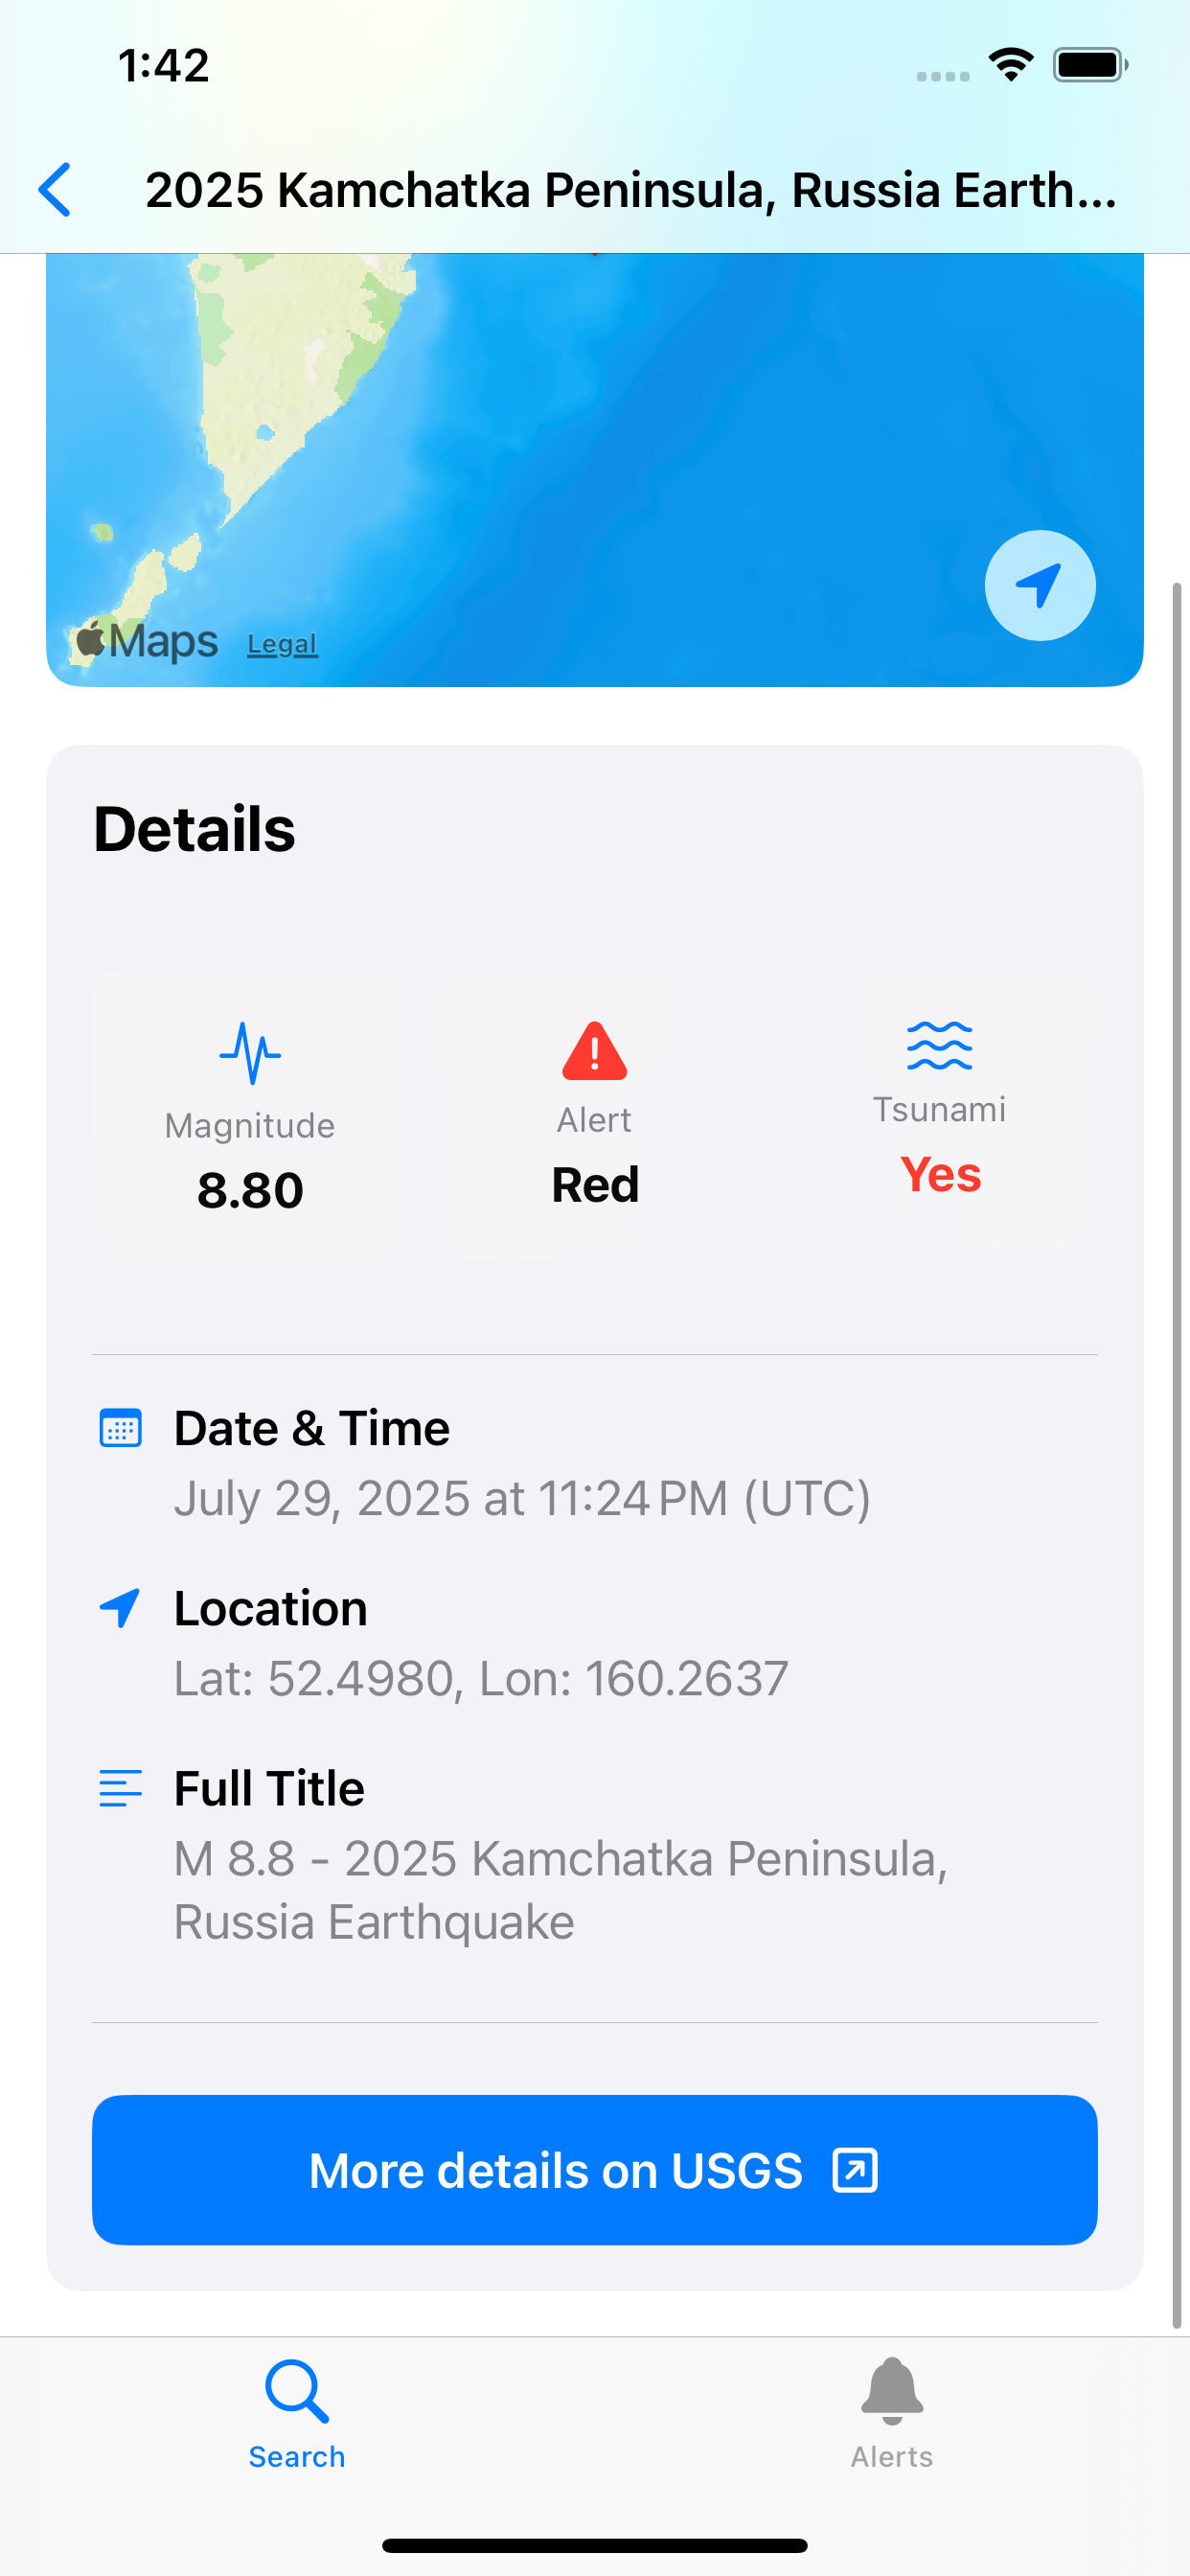 1:42
2025 Kamchatka Peninsula, Russia Earth...
Maps Legal
Details
Magnitude
8.80
Alert
Red
Tsunami
Yes
Date & Time
July 29, 2025 at 11:24 PM (UTC)
Location
Lat: 52.4980, Lon: 160.2637
Full Title
M 8.8 - 2025 Kamchatka Peninsula,
Russia Earthquake
More details on USGS
Search
Alerts